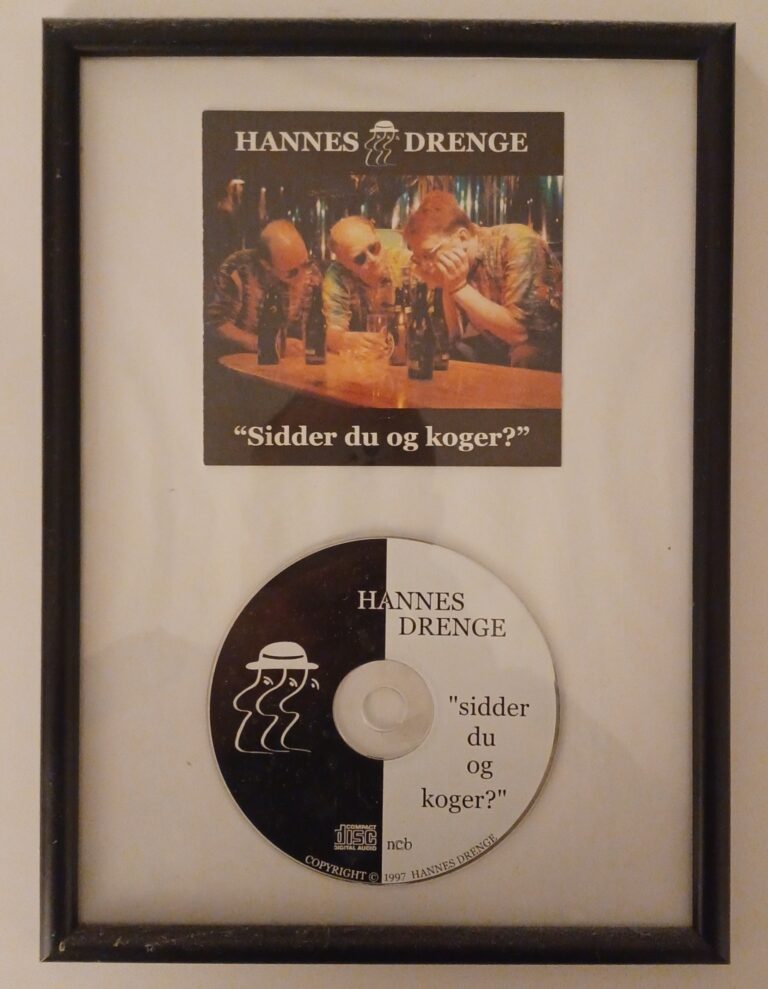 HANNES DRENGE
“Sidder du og koger?”
HANNES
DRENGE
"sidder
du
og
koger?"
COMPACT
disc
DIGITAL AUDIO
ncb
COPYRIGHT © 1997 HANNES DRENGE